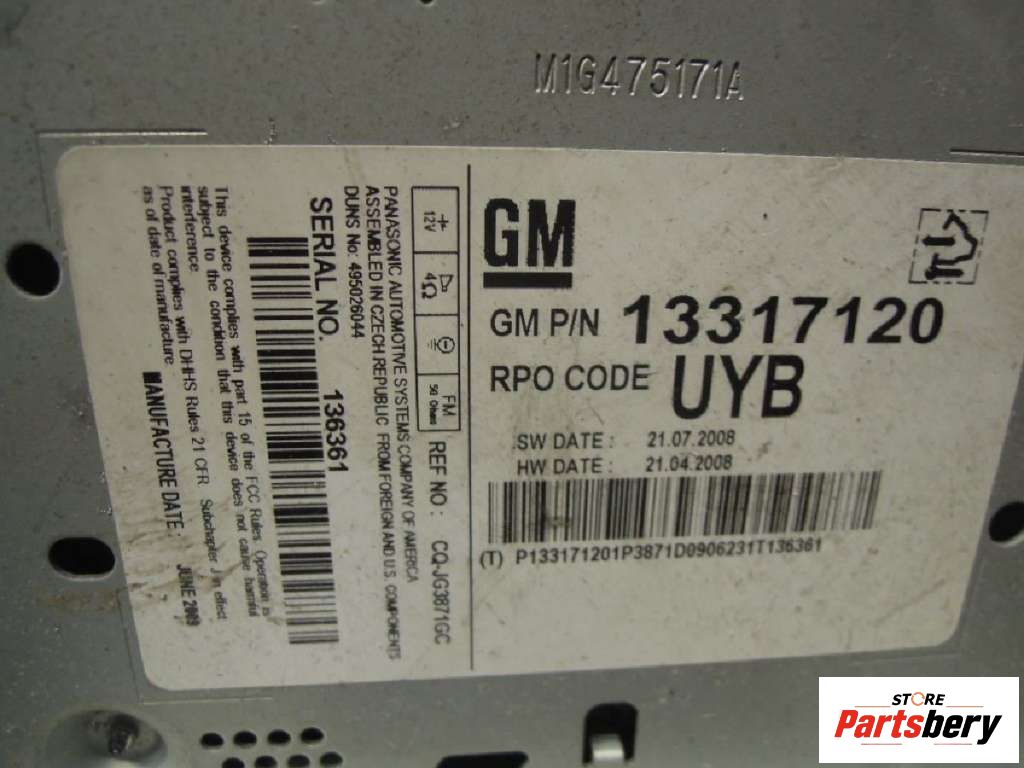 M1G475171A
GM
GM P/N 13317120
RPO CODE UYB
SW DATE : 21.07.2008
HW DATE : 21.04.2008
(T) P133171201P3871D0906231T136361
12V 4Ω FM
50 Ohms
REF NO : CQ-JG3871GC
PANASONIC AUTOMOTIVE SYSTEMS COMPANY OF AMERICA
ASSEMBLED IN CZECH REPUBLIC FROM FOREIGN AND U.S. COMPONENTS
DUNS No: 495026044
SERIAL NO. 136361
This device complies with part 15 of the FCC Rules. Operation is
subject to the condition that this device does not cause harmful
interference.
Product complies with DHHS Rules 21 CFR Subchapter J in effect
as of date of manufacture.
MANUFACTURE DATE : JUNE 2009
STORE
Partsbery